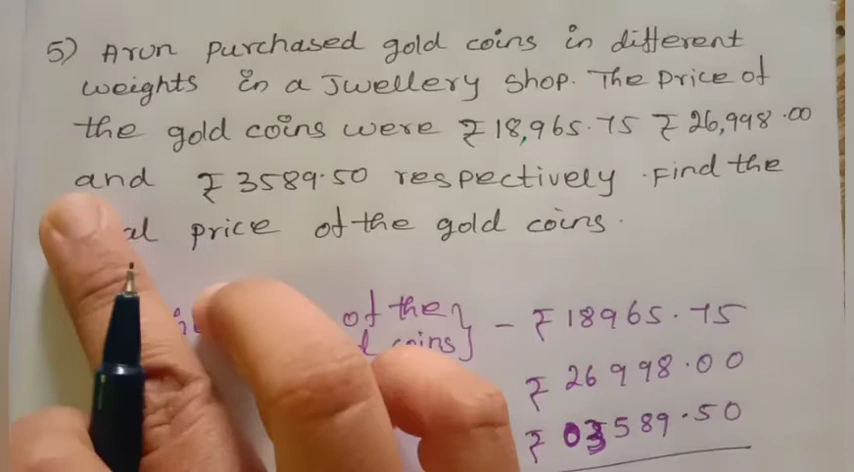 5) Arun purchased gold coins in different
weights in a Jwellery shop. The price of
the gold coins were ₹18,965.75 ₹26,998.00
and ₹3589.50 respectively. Find the
price of the gold coins.
of the } - ₹18965.75
coins
₹26998.00
₹03589.50